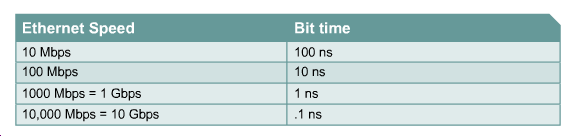 Ethernet Speed Bit time
10 Mbps 100 ns
100 Mbps 10 ns
1000 Mbps = 1 Gbps 1 ns
10,000 Mbps = 10 Gbps .1 ns